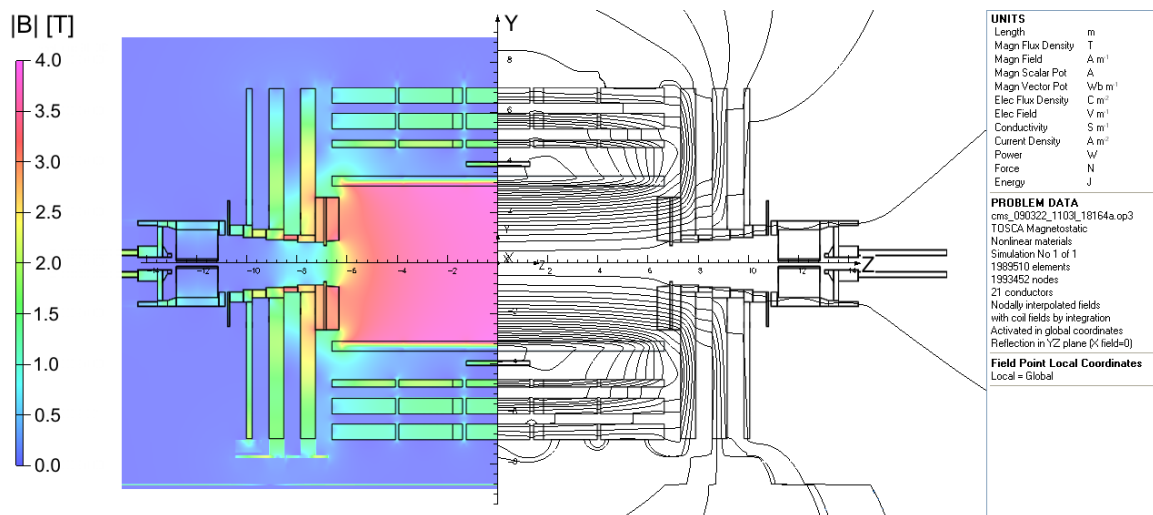 |B| [T]
4.0
3.5
3.0
2.5
2.0
1.5
1.0
0.5
0.0
Y
8
6
4
Y
X
Z
-12
-10
-8
-6
-4
-2
2
4
6
8
10
12
14
Z
-8
UNITS
Length m
Magn Flux Density T
Magn Field A m⁻¹
Magn Scalar Pot A
Magn Vector Pot Wb m⁻¹
Elec Flux Density C m⁻²
Elec Field V m⁻¹
Conductivity S m⁻¹
Current Density A m⁻²
Power W
Force N
Energy J
PROBLEM DATA
cms_090322_1103l_18164a.op3
TOSCA Magnetostatic
Nonlinear materials
Simulation No 1 of 1
1989510 elements
1993452 nodes
21 conductors
Nodally interpolated fields
with coil fields by integration
Activated in global coordinates
Reflection in YZ plane (X field=0)
Field Point Local Coordinates
Local = Global